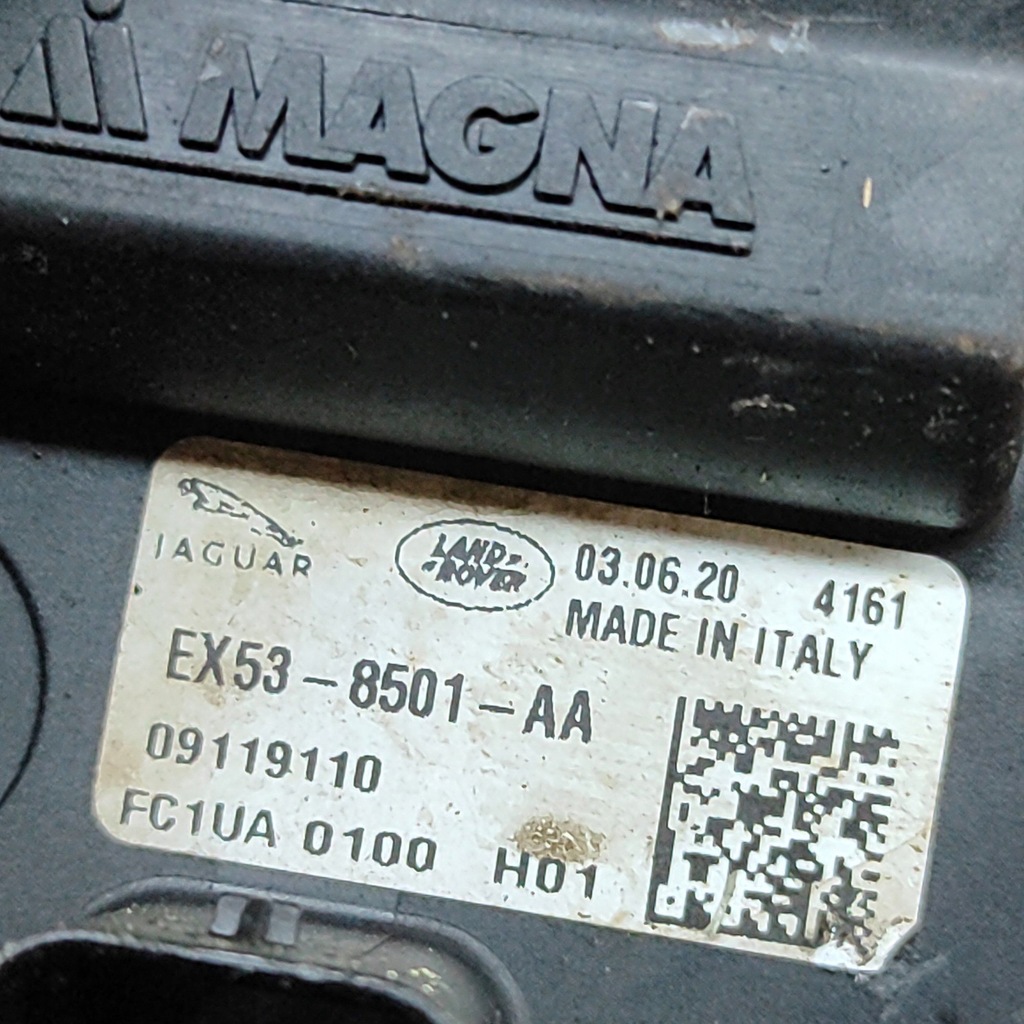 MAGNA
JAGUAR
LAND
ROVER
03.06.20 4161
MADE IN ITALY
EX53-8501-AA
09119110
FC1UA 0100 H01